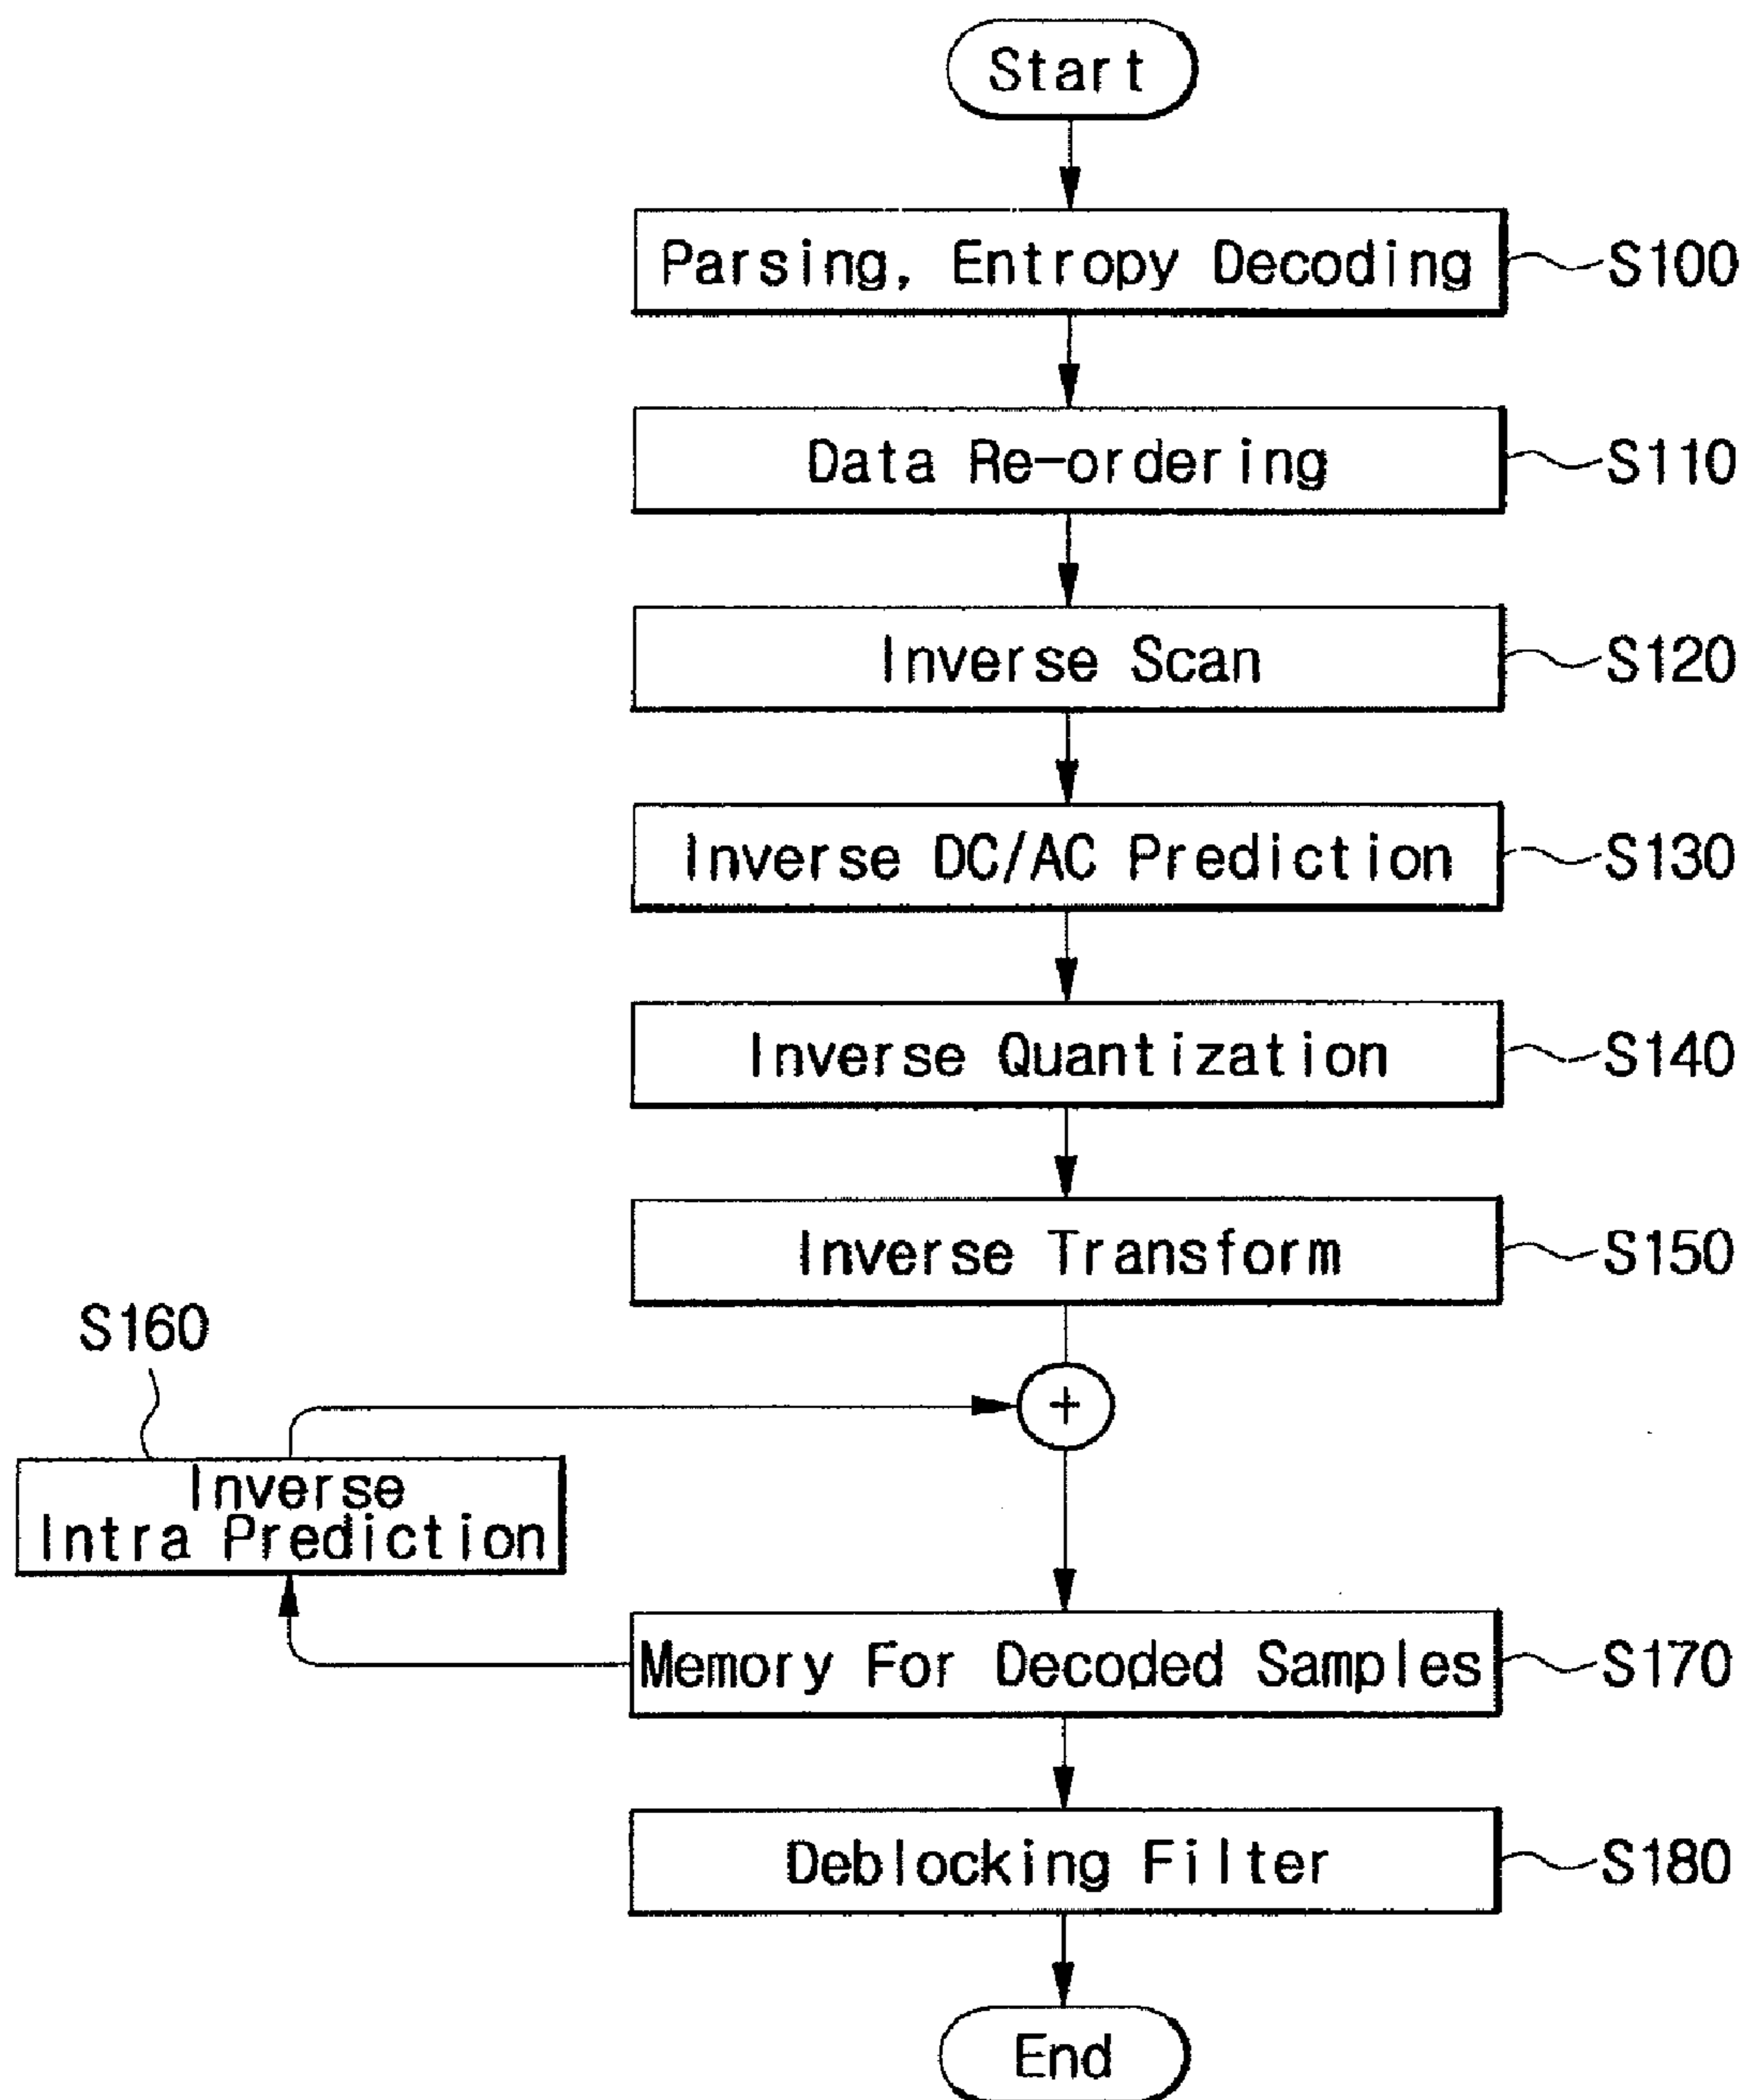 Start
Parsing, Entropy Decoding
S100
Data Re-ordering
S110
Inverse Scan
S120
Inverse DC/AC Prediction
S130
Inverse Quantization
S140
Inverse Transform
S150
S160
+
Inverse
Intra Prediction
Memory For Decoded Samples
S170
Deblocking Filter
S180
End